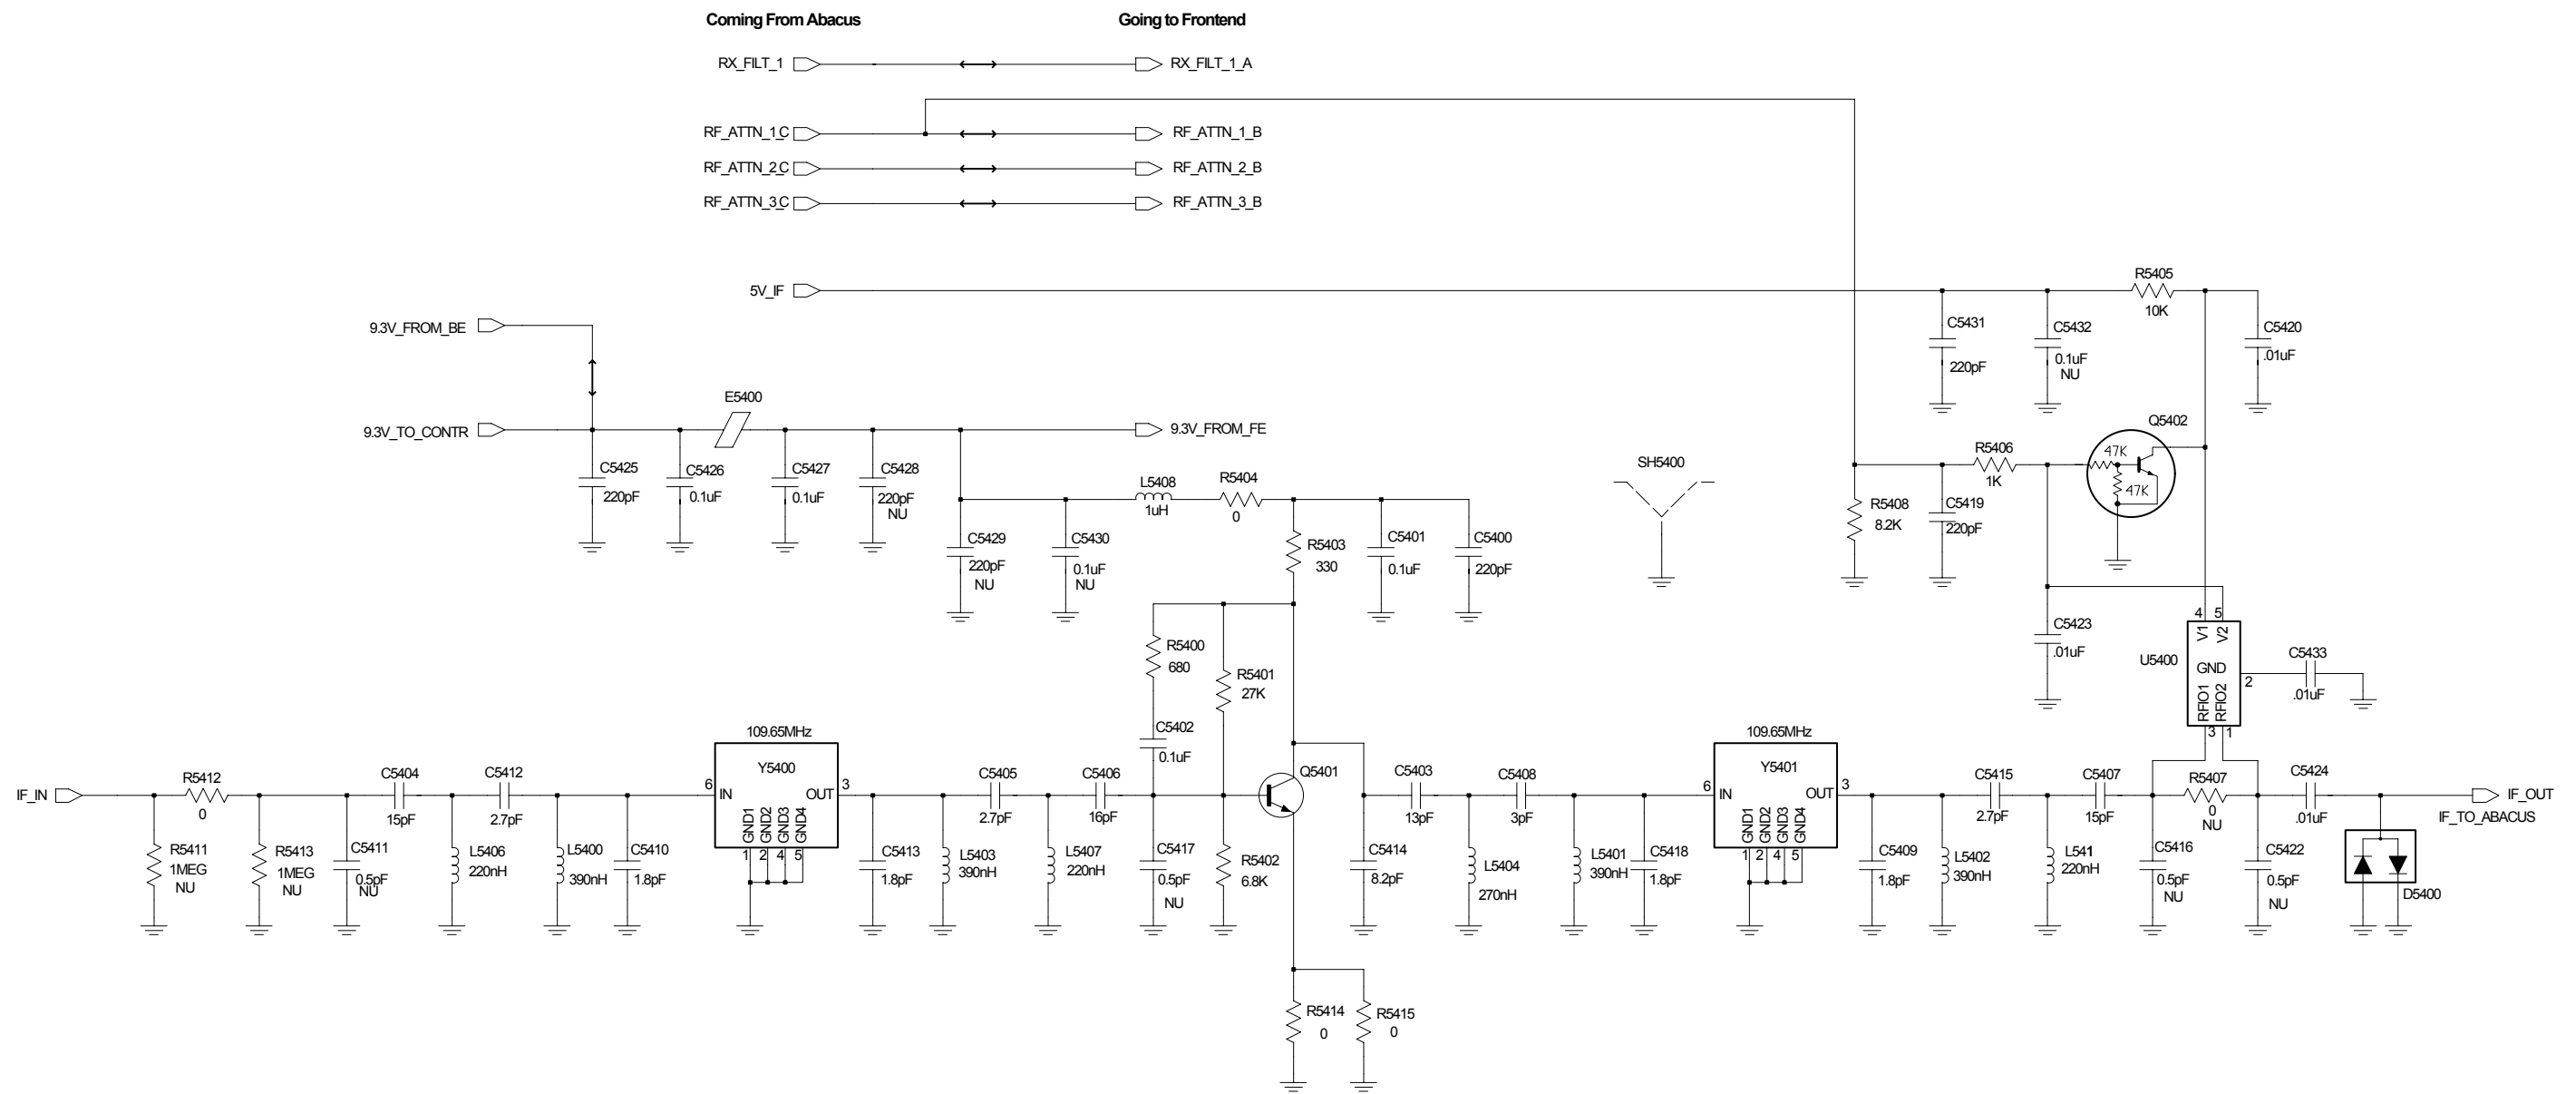 Coming From Abacus
Going to Frontend
RX_FILT_1
RX_FILT_1_A
RF_ATTN_1_C
RF_ATTN_1_B
RF_ATTN_2_C
RF_ATTN_2_B
RF_ATTN_3_C
RF_ATTN_3_B
5V_IF
R5405
10K
C5431
220pF
C5432
0.1uF
NU
C5420
.01uF
9.3V_FROM_BE
E5400
9.3V_TO_CONTR
9.3V_FROM_FE
C5425
220pF
C5426
0.1uF
C5427
0.1uF
C5428
220pF
NU
L5408
1uH
R5404
0
C5429
220pF
NU
C5430
0.1uF
NU
R5403
330
C5401
0.1uF
C5400
220pF
SH5400
R5408
8.2K
C5419
220pF
R5406
1K
Q5402
47K
47K
C5423
.01uF
4
5
V1
V2
U5400
GND
RFIO1
RFIO2
2
3
1
C5433
.01uF
R5400
680
R5401
27K
C5402
0.1uF
IF_IN
R5412
0
R5411
1MEG
NU
R5413
1MEG
NU
C5411
0.5pF
NU
C5404
15pF
L5406
220nH
C5412
2.7pF
L5400
390nH
C5410
1.8pF
109.65MHz
Y5400
6
IN
OUT
3
GND1
GND2
GND3
GND4
1
2
4
5
C5413
1.8pF
L5403
390nH
C5405
2.7pF
L5407
220nH
C5406
16pF
C5417
0.5pF
NU
R5402
6.8K
Q5401
R5414
0
R5415
0
C5414
8.2pF
C5403
13pF
L5404
270nH
C5408
3pF
L5401
390nH
C5418
1.8pF
109.65MHz
Y5401
6
IN
OUT
3
GND1
GND2
GND3
GND4
1
2
4
5
C5409
1.8pF
L5402
390nH
C5415
2.7pF
L541
220nH
C5407
15pF
C5416
0.5pF
NU
R5407
0
NU
C5422
0.5pF
NU
C5424
.01uF
D5400
IF_OUT
IF_TO_ABACUS